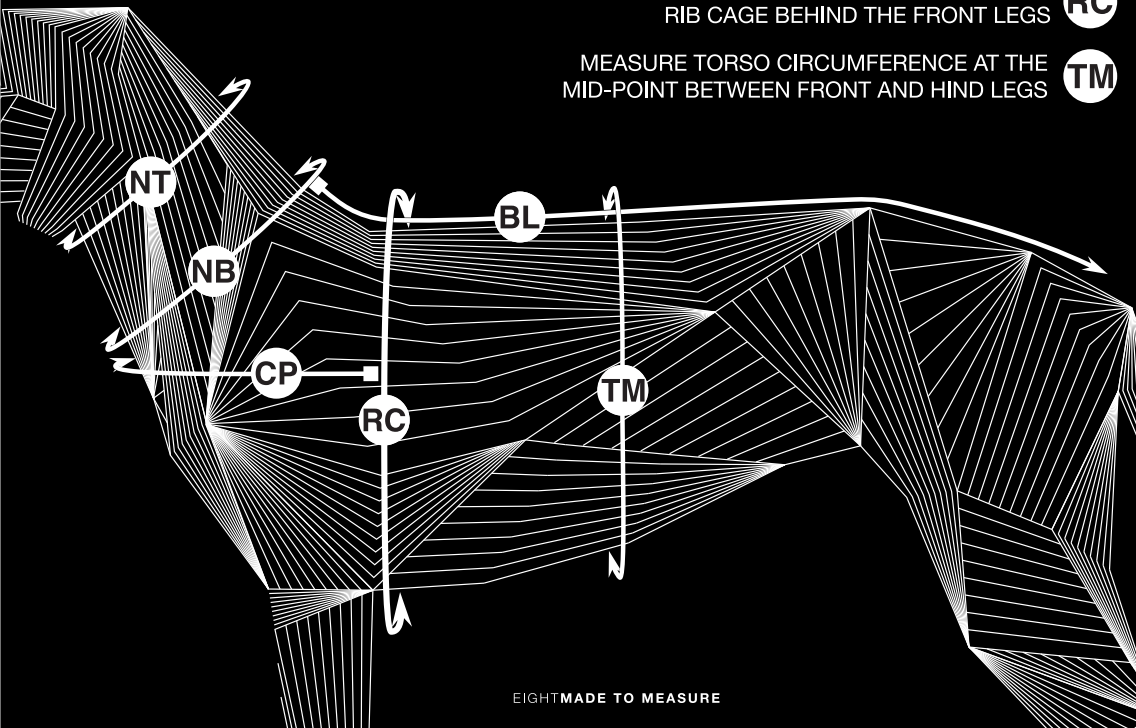 RIB CAGE BEHIND THE FRONT LEGS RC
MEASURE TORSO CIRCUMFERENCE AT THE
MID-POINT BETWEEN FRONT AND HIND LEGS TM
NT
BL
NB
CP
TM
RC
EIGHTMADE TO MEASURE